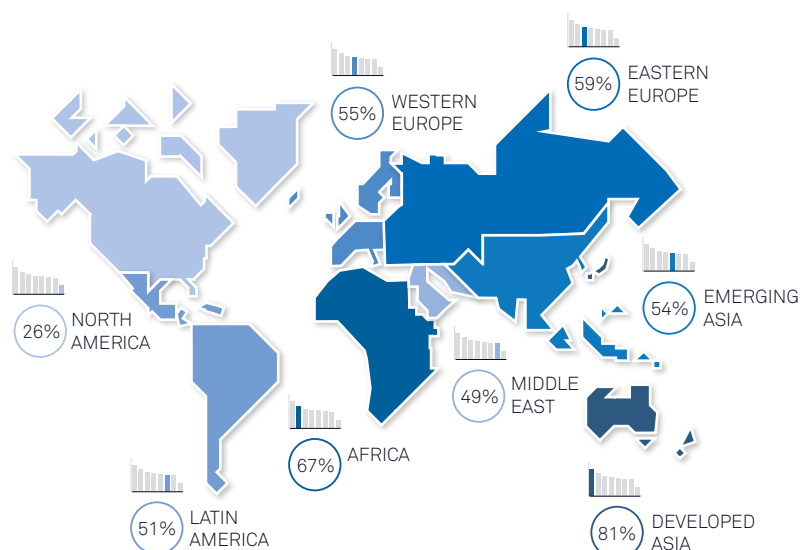 59%
EASTERN
EUROPE
55%
WESTERN
EUROPE
26%
NORTH
AMERICA
54%
EMERGING
ASIA
49%
MIDDLE
EAST
67%
AFRICA
51%
LATIN
AMERICA
81%
DEVELOPED
ASIA